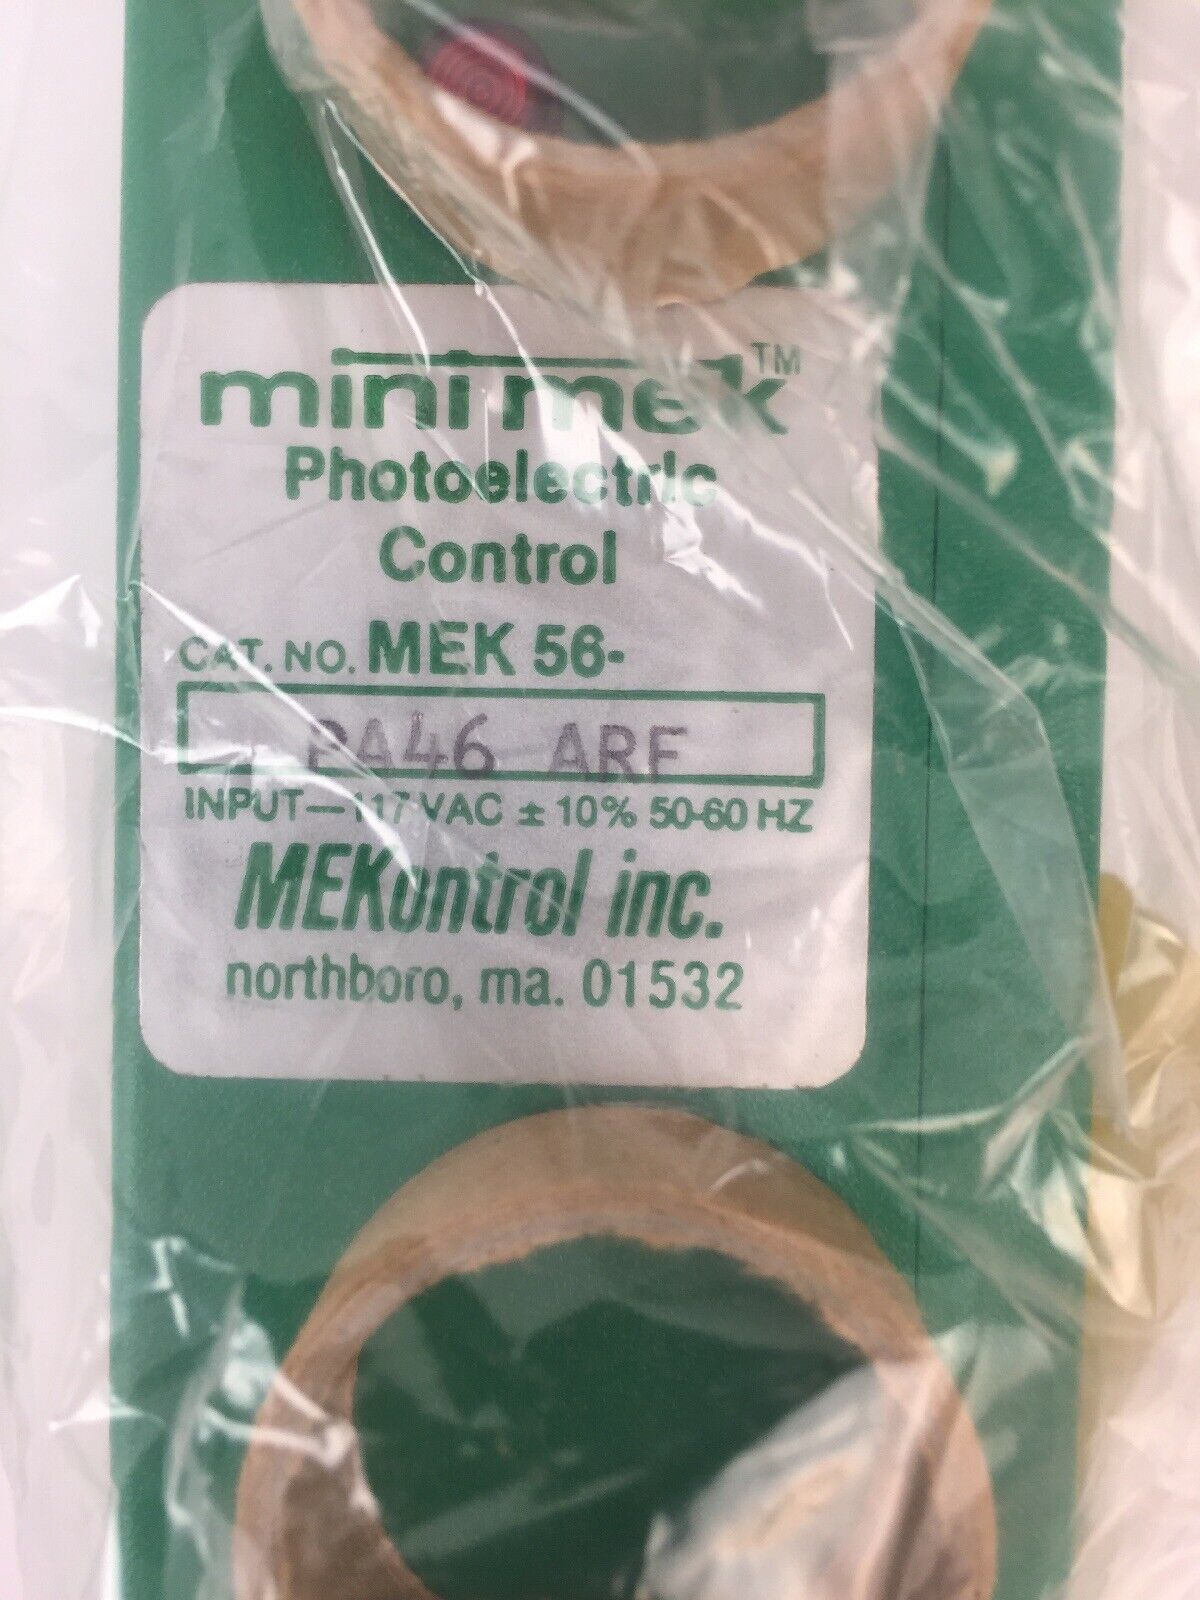 mini mek™
Photoelectric
Control
CAT. NO. MEK 56-
PA46 ARF
INPUT—117 VAC ± 10% 50-60 HZ
MEKontrol inc.
northboro, ma. 01532